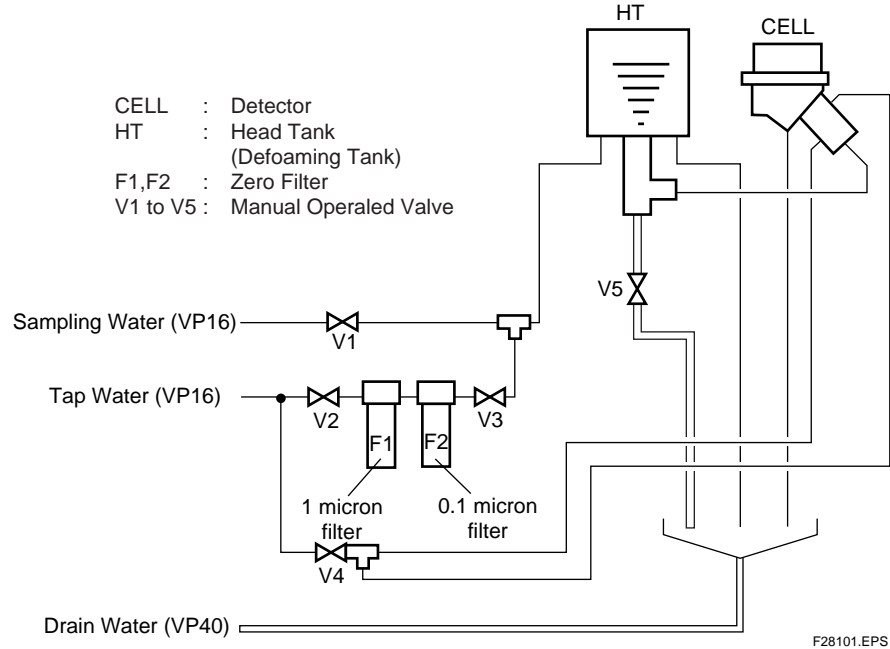 HT
CELL
CELL : Detector
HT : Head Tank
(Defoaming Tank)
F1,F2 : Zero Filter
V1 to V5 : Manual Operaled Valve
V5
Sampling Water (VP16)
V1
Tap Water (VP16)
V2
F1
F2
V3
1 micron
filter
0.1 micron
filter
V4
Drain Water (VP40)
F28101.EPS